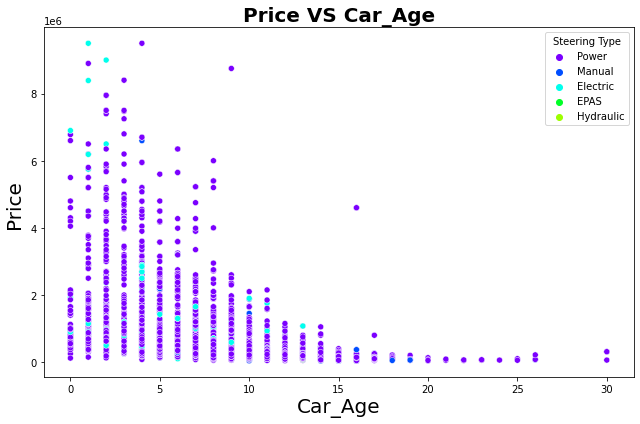 Price VS Car_Age
1e6
Steering Type
Power
Manual
Electric
EPAS
Hydraulic
8
6
4
2
0
Price
0 5 10 15 20 25 30
Car_Age